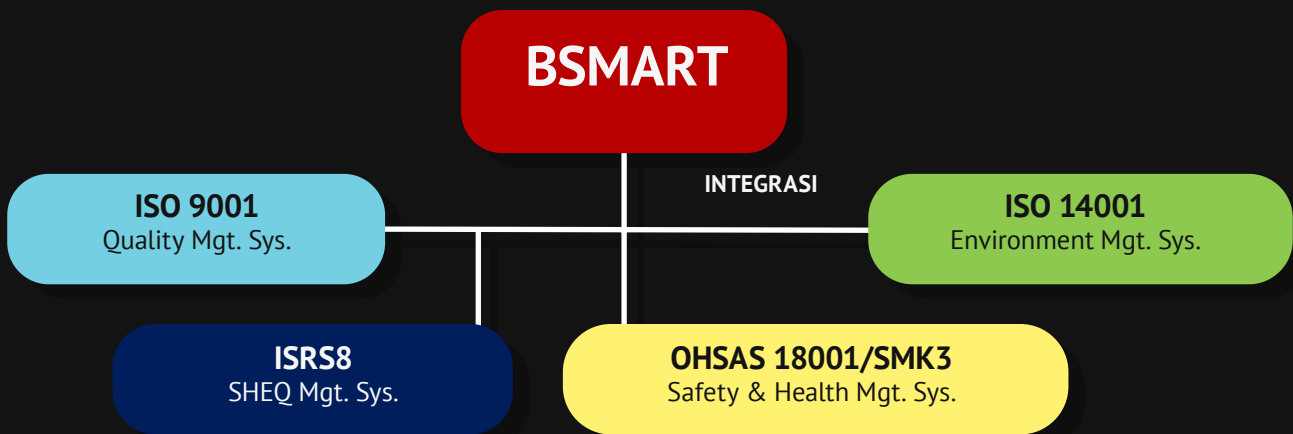 BSMART
INTEGRASI
ISO 9001
Quality Mgt. Sys.
ISO 14001
Environment Mgt. Sys.
ISRS8
SHEQ Mgt. Sys.
OHSAS 18001/SMK3
Safety & Health Mgt. Sys.